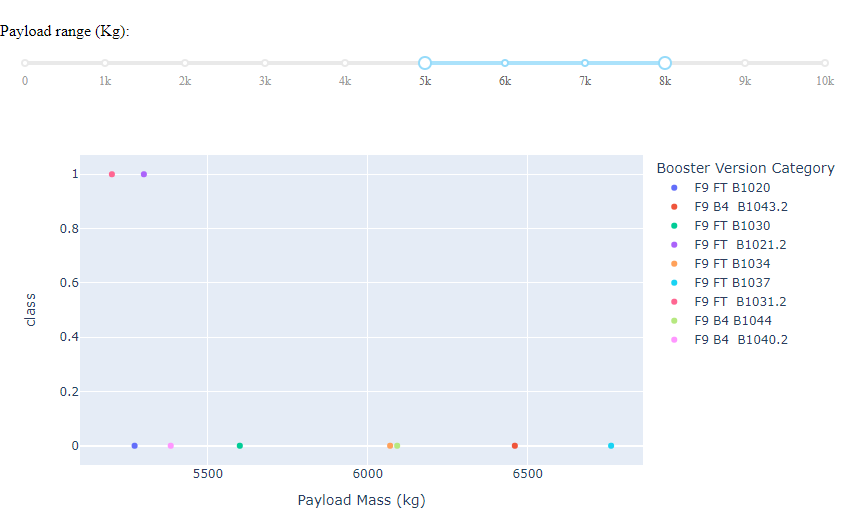 Payload range (Kg):
0 1k 2k 3k 4k 5k 6k 7k 8k 9k 10k
Booster Version Category
F9 FT B1020
F9 B4  B1043.2
F9 FT B1030
F9 FT  B1021.2
F9 FT B1034
F9 FT B1037
F9 FT  B1031.2
F9 B4 B1044
F9 B4  B1040.2
class
1
0.8
0.6
0.4
0.2
0
5500 6000 6500
Payload Mass (kg)